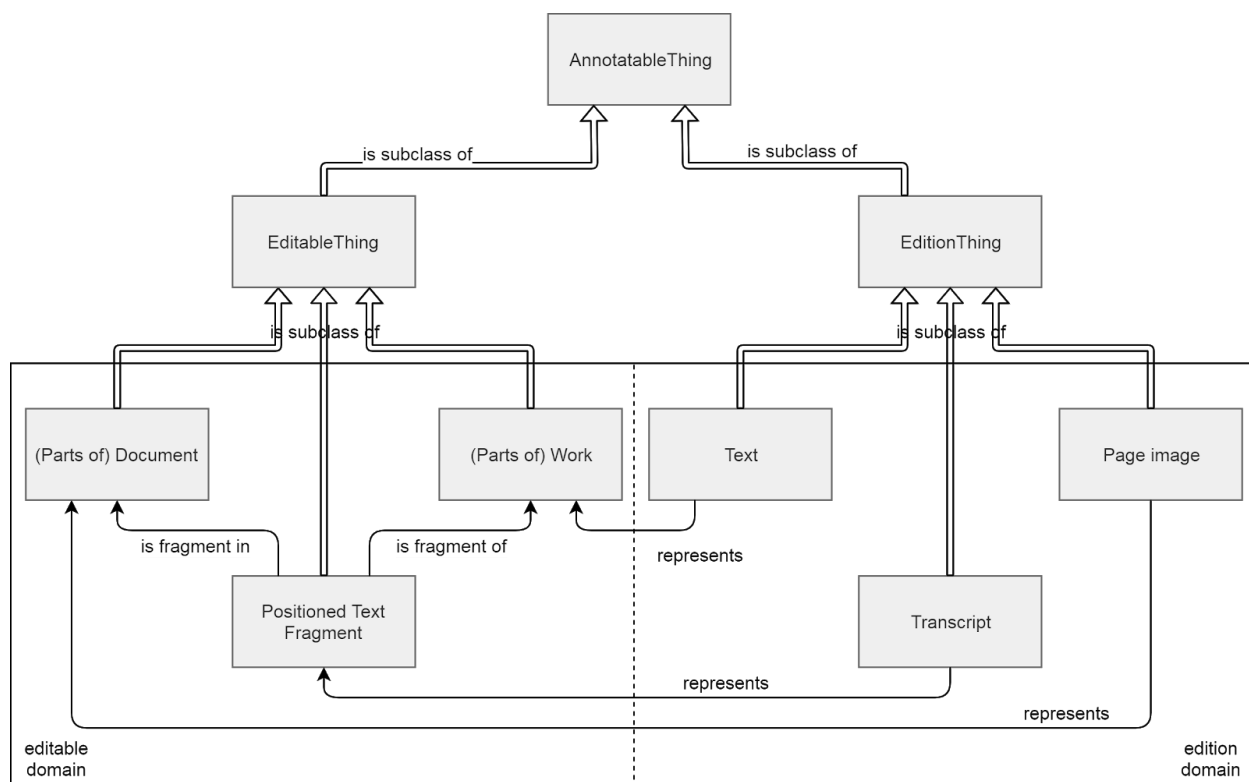 AnnotatableThing
is subclass of
is subclass of
EditableThing
EditionThing
is subclass of
is subclass of
(Parts of) Document
(Parts of) Work
Text
Page image
is fragment in
is fragment of
represents
Positioned Text
Fragment
Transcript
represents
represents
editable
domain
edition
domain